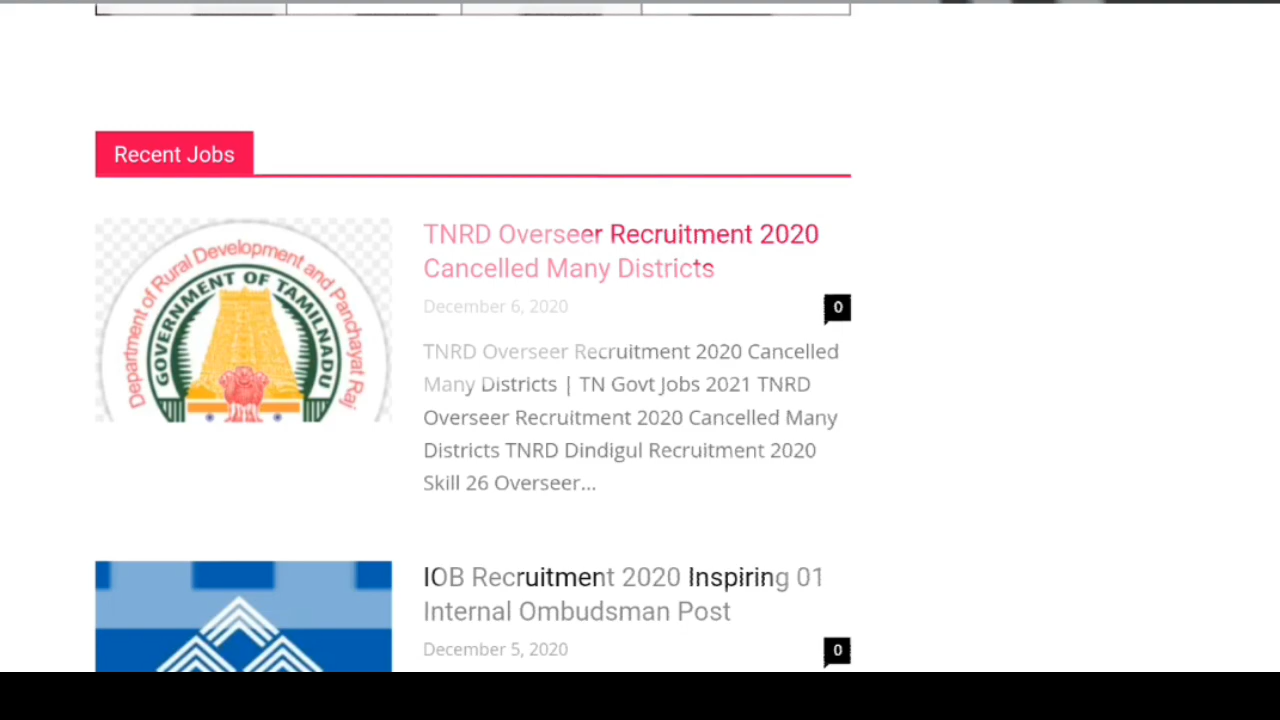 Recent Jobs
Department of Rural Development and Panchayat Raj
GOVERNMENT OF TAMILNADU
TNRD Overseer Recruitment 2020
Cancelled Many Districts
December 6, 2020
0
TNRD Overseer Recruitment 2020 Cancelled
Many Districts | TN Govt Jobs 2021 TNRD
Overseer Recruitment 2020 Cancelled Many
Districts TNRD Dindigul Recruitment 2020
Skill 26 Overseer...
IOB Recruitment 2020 Inspiring 01
Internal Ombudsman Post
December 5, 2020
0